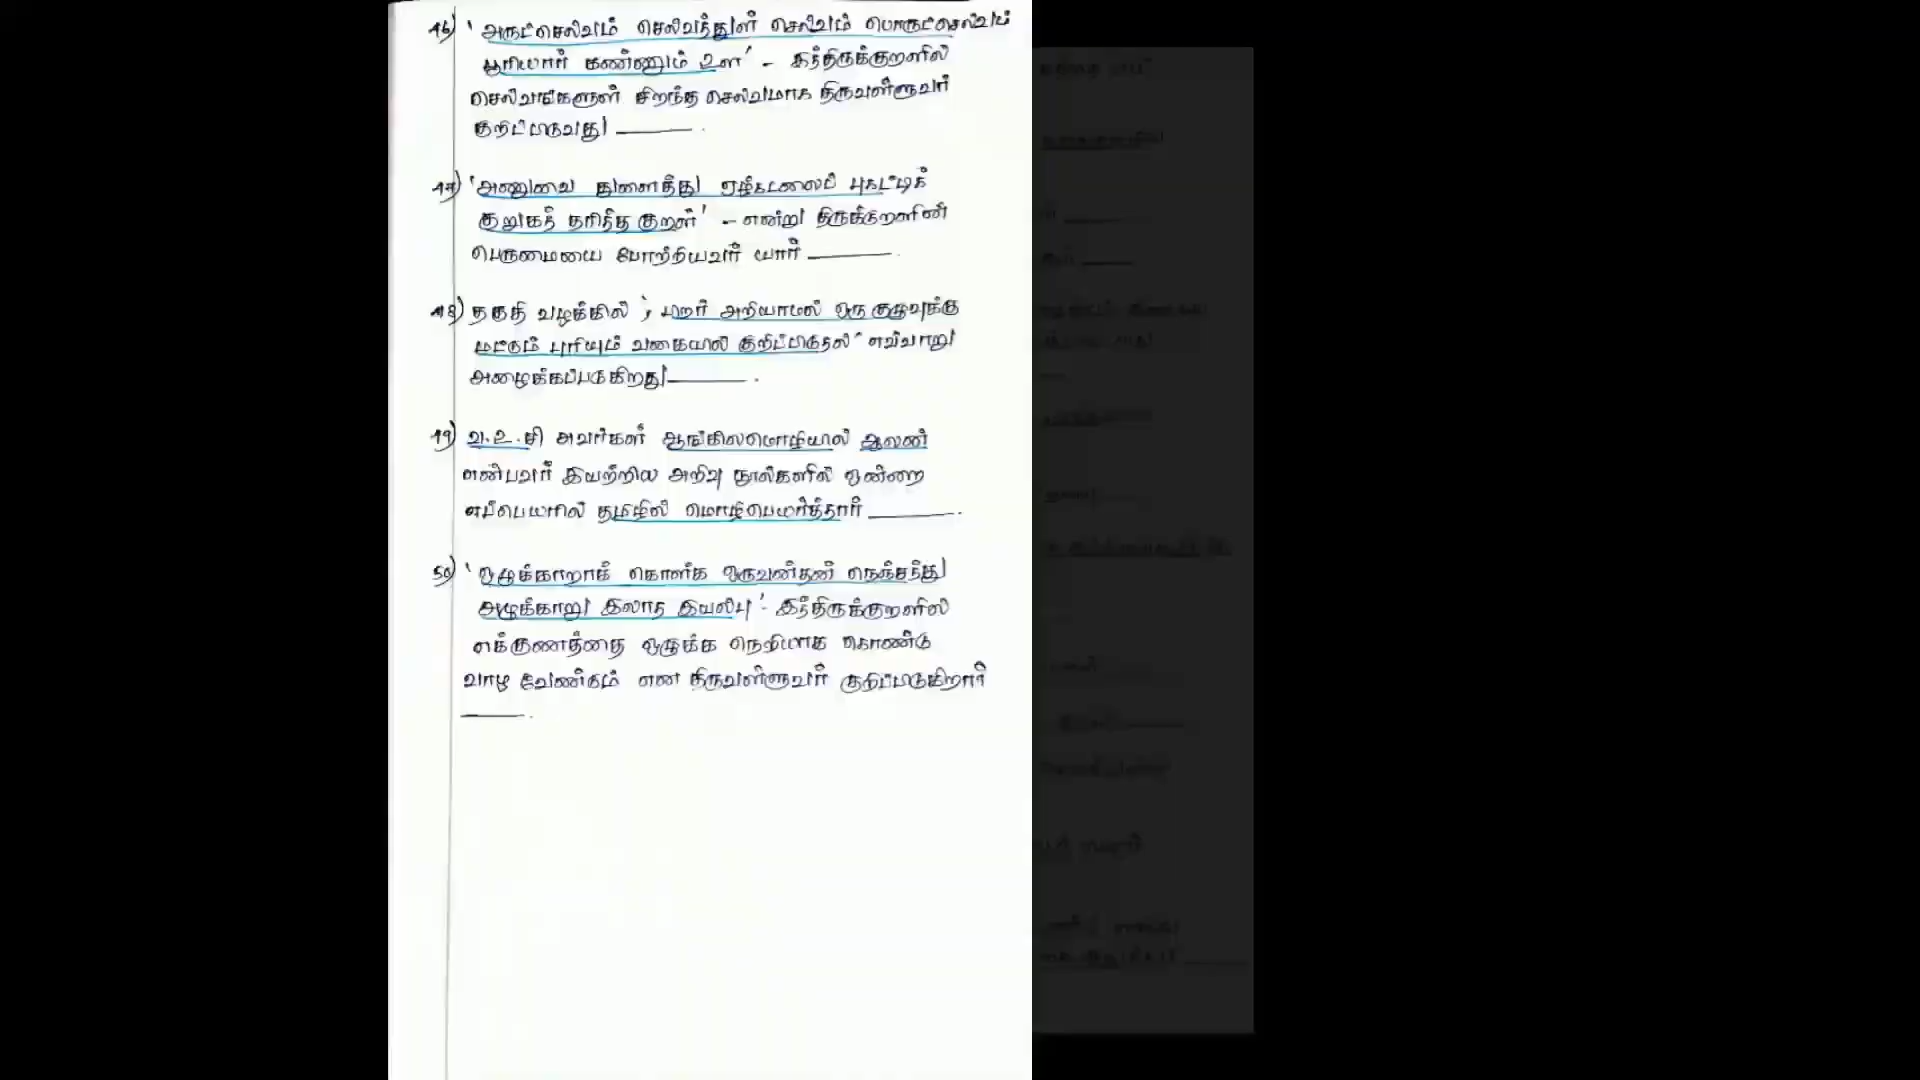 46) ' அருட்செல்வம் செல்வத்துள் செல்வம் பொருட்செல்வம்
பூரியார் கண்ணும் உள' - இத்திருக்குறளில்
செல்வங்களுள் சிறந்த செல்வமாக திருவள்ளுவர்
குறிப்பிடுவது ______ .
47) 'அணுவை துளைத்து ஏழ்கடலைப் புகட்டிக்
குறுகத் தரித்த குறள்' - என்று திருக்குறளின்
பெருமையை போற்றியவர் யார் ______ .
48) தகுதி வழக்கில் ; பிறர் அறியாமல் ஒரு குழுவுக்கு
மட்டும் புரியும் வகையில் குறிப்பிடுதல்" எவ்வாறு
அழைக்கப்படுகிறது ______ .
49) வ.உ.சி அவர்கள் ஆங்கிலமொழியில் ஆலன்
என்பவர் இயற்றிய அறிவு நூல்களில் ஒன்றை
எப்பெயரில் தமிழில் மொழிபெயர்த்தார் ______ .
50) ' ஒழுக்காறாக் கொள்க ஒருவன்தன் நெஞ்சத்து
அழுக்காறு இலாத இயல்பு' - இத்திருக்குறளில்
எக்குணத்தை ஒழுக்க நெறியாக கொண்டு
வாழ வேண்டும் என திருவள்ளுவர் குறிப்பிடுகிறார்
______ .